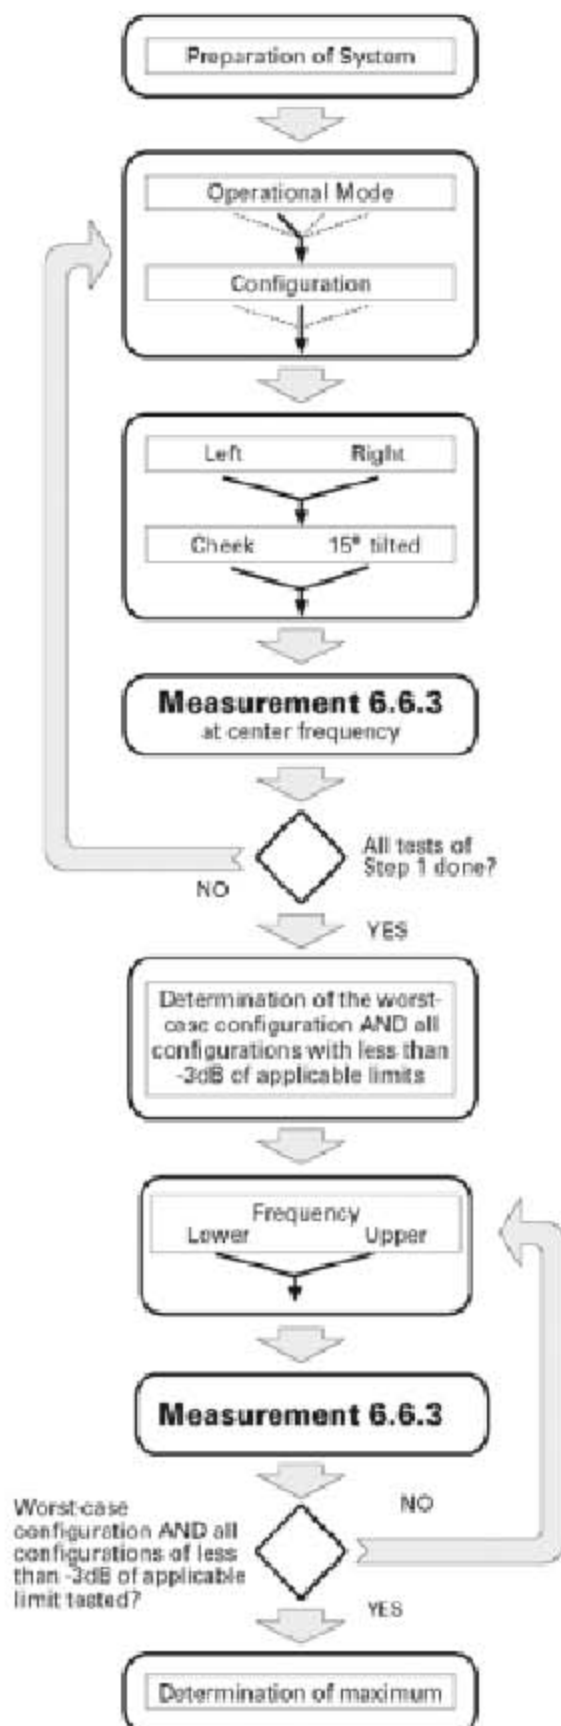 Preparation of System
Operational Mode
Configuration
Left Right
Cheek 15° tilted
Measurement 6.6.3
at center frequency
All tests of
Step 1 done?
NO
YES
Determination of the worst-
case configuration AND all
configurations with less than
-3dB of applicable limits
Frequency
Lower Upper
Measurement 6.6.3
NO
Worst-case
configuration AND all
configurations of less
than -3dB of applicable
limit tested?
YES
Determination of maximum